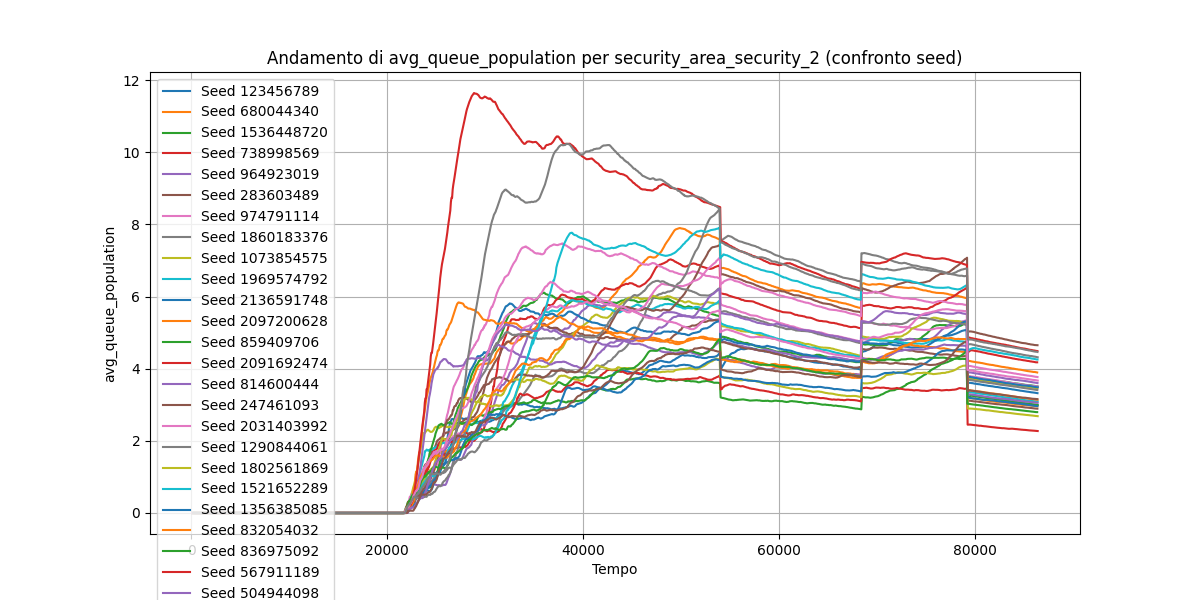 Andamento di avg_queue_population per security_area_security_2 (confronto seed)
12
10
8
6
4
2
0
avg_queue_population
Seed 123456789
Seed 680044340
Seed 1536448720
Seed 738998569
Seed 964923019
Seed 283603489
Seed 974791114
Seed 1860183376
Seed 1073854575
Seed 1969574792
Seed 2136591748
Seed 2097200628
Seed 859409706
Seed 2081692474
Seed 814600444
Seed 247461093
Seed 2031403992
Seed 1290844061
Seed 1802561869
Seed 1521652289
Seed 1356385085
Seed 832054032
Seed 836975092
Seed 567911189
Seed 504944098
0 20000 40000 60000 80000
Tempo